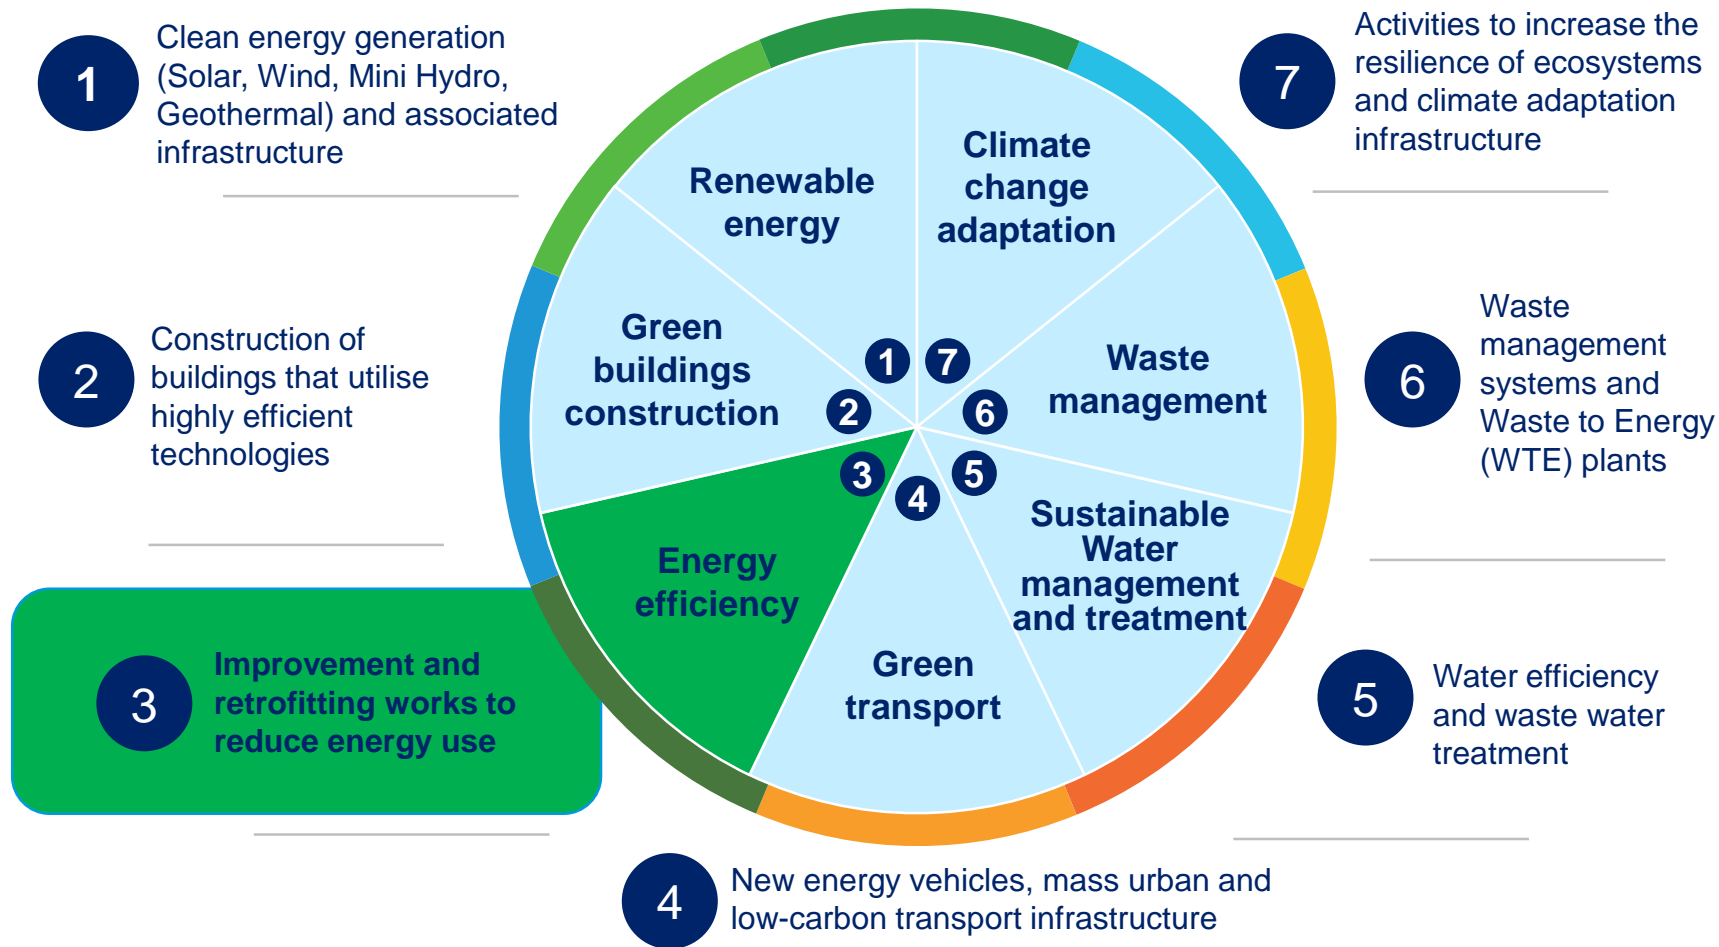 1
Clean energy generation
(Solar, Wind, Mini Hydro,
Geothermal) and associated
infrastructure
2
Construction of
buildings that utilise
highly efficient
technologies
3
Improvement and
retrofitting works to
reduce energy use
4
New energy vehicles, mass urban and
low-carbon transport infrastructure
5
Water efficiency
and waste water
treatment
6
Waste
management
systems and
Waste to Energy
(WTE) plants
7
Activities to increase the
resilience of ecosystems
and climate adaptation
infrastructure
Renewable
energy
1
Green
buildings
construction
2
Energy
efficiency
3
Green
transport
4
Sustainable
Water
management
and treatment
5
Waste
management
6
Climate
change
adaptation
7